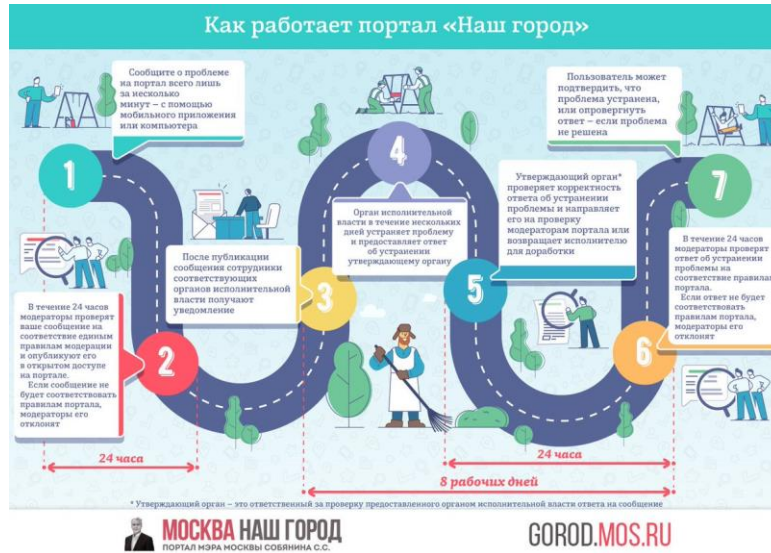 Как работает портал «Наш город»
1
Сообщите о проблеме
на портал всего лишь
за несколько
минут – с помощью
мобильного приложения
или компьютера
2
В течение 24 часов
модераторы проверят
ваше сообщение на
соответствие единым
правилам модерации
и опубликуют его
в открытом доступе
на портале.
Если сообщение не
будет соответствовать
правилам портала,
модераторы его
отклонят
3
После публикации
сообщения сотрудники
соответствующих
органов исполнительной
власти получают
уведомление
4
Орган исполнительной
власти в течение нескольких
дней устраняет проблему
и предоставляет ответ
об устранении
утверждающему органу
5
Утверждающий орган*
проверяет корректность
ответа об устранении
проблемы и направляет
его на проверку
модераторам портала или
возвращает исполнителю
для доработки
6
В течение 24 часов
модераторы проверят
ответ об устранении
проблемы на
соответствие правилам
портала.
Если ответ не будет
соответствовать
правилам портала,
модераторы его
отклонят
7
Пользователь может
подтвердить, что
проблема устранена,
или опровергнуть
ответ – если проблема
не решена
24 часа
24 часа
8 рабочих дней
* Утверждающий орган – это ответственный за проверку предоставленного органом исполнительной власти ответа на сообщение
МОСКВА НАШ ГОРОД
ПОРТАЛ МЭРА МОСКВЫ СОБЯНИНА С.С.
GOROD.MOS.RU